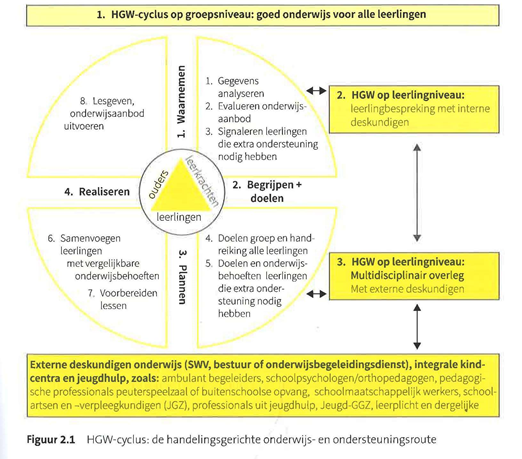 1. HGW-cyclus op groepsniveau: goed onderwijs voor alle leerlingen
8. Lesgeven,
onderwijsaanbod
uitvoeren
1. Waarnemen
1. Gegevens
analyseren
2. Evalueren onderwijs-
aanbod
3. Signaleren leerlingen
die extra ondersteuning
nodig hebben
2. HGW op leerlingniveau:
leerlingbespreking met interne
deskundigen
4. Realiseren
ouders
leerkrachten
leerlingen
2. Begrijpen +
doelen
6. Samenvoegen
leerlingen
met vergelijkbare
onderwijsbehoeften
7. Voorbereiden
lessen
3. Plannen
4. Doelen groep en hand-
reiking alle leerlingen
5. Doelen en onderwijs-
behoeften leerlingen
die extra onder-
steuning nodig
hebben
3. HGW op leerlingniveau:
Multidisciplinair overleg
Met externe deskundigen
Externe deskundigen onderwijs (SWV, bestuur of onderwijsbegeleidingsdienst), integrale kind-
centra en jeugdhulp, zoals: ambulant begeleiders, schoolpsychologen/orthopedagogen, pedagogi-
sche professionals peuterspeelzaal of buitenschoolse opvang, schoolmaatschappelijk werkers, school-
artsen en -verpleegkundigen (JGZ), professionals uit jeugdhulp, Jeugd-GGZ, leerplicht en dergelijke
Figuur 2.1 HGW-cyclus: de handelingsgerichte onderwijs- en ondersteuningsroute